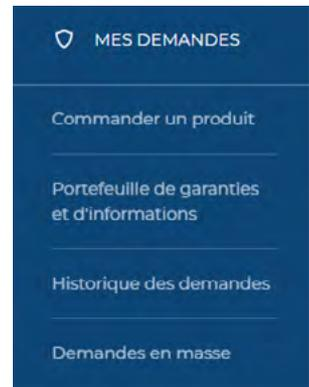 MES DEMANDES
Commander un produit
Portefeuille de garanties
et d'informations
Historique des demandes
Demandes en masse